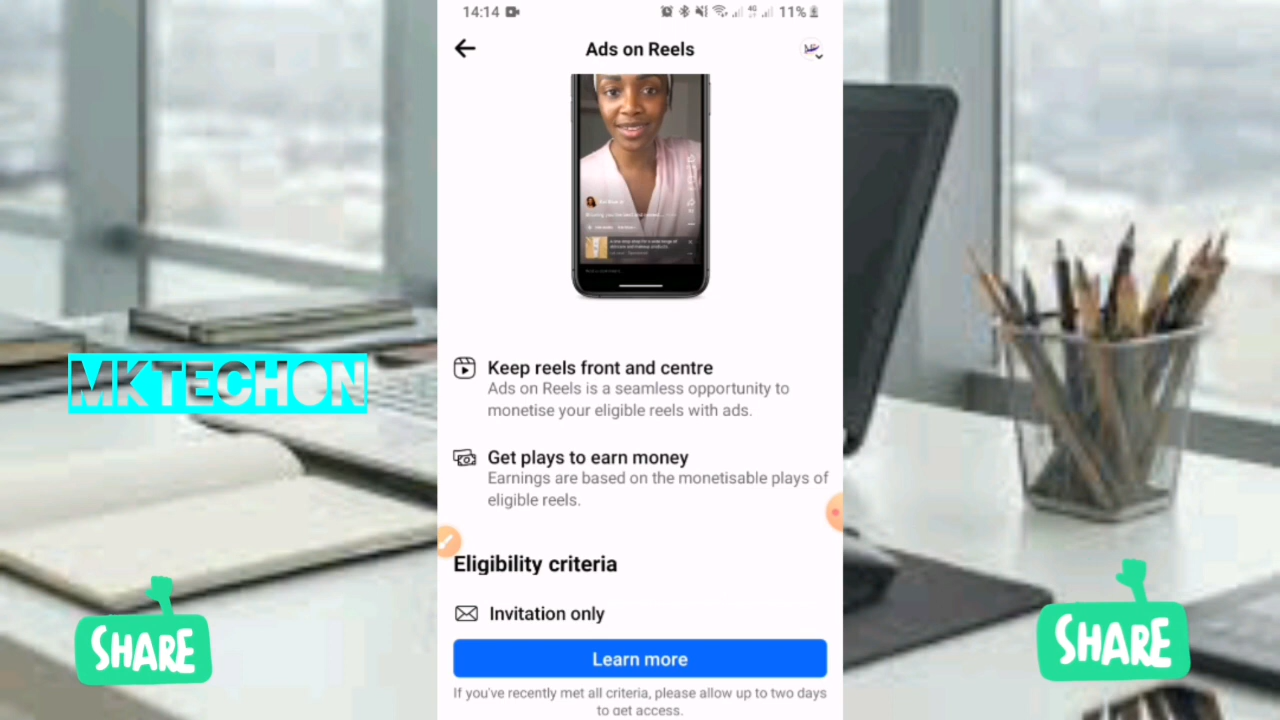 14:14
4G
11%
Ads on Reels
MKTECHON
Keep reels front and centre
Ads on Reels is a seamless opportunity to
monetise your eligible reels with ads.
Get plays to earn money
Earnings are based on the monetisable plays of
eligible reels.
Eligibility criteria
Invitation only
Learn more
If you've recently met all criteria, please allow up to two days
to get access.
SHARE
SHARE